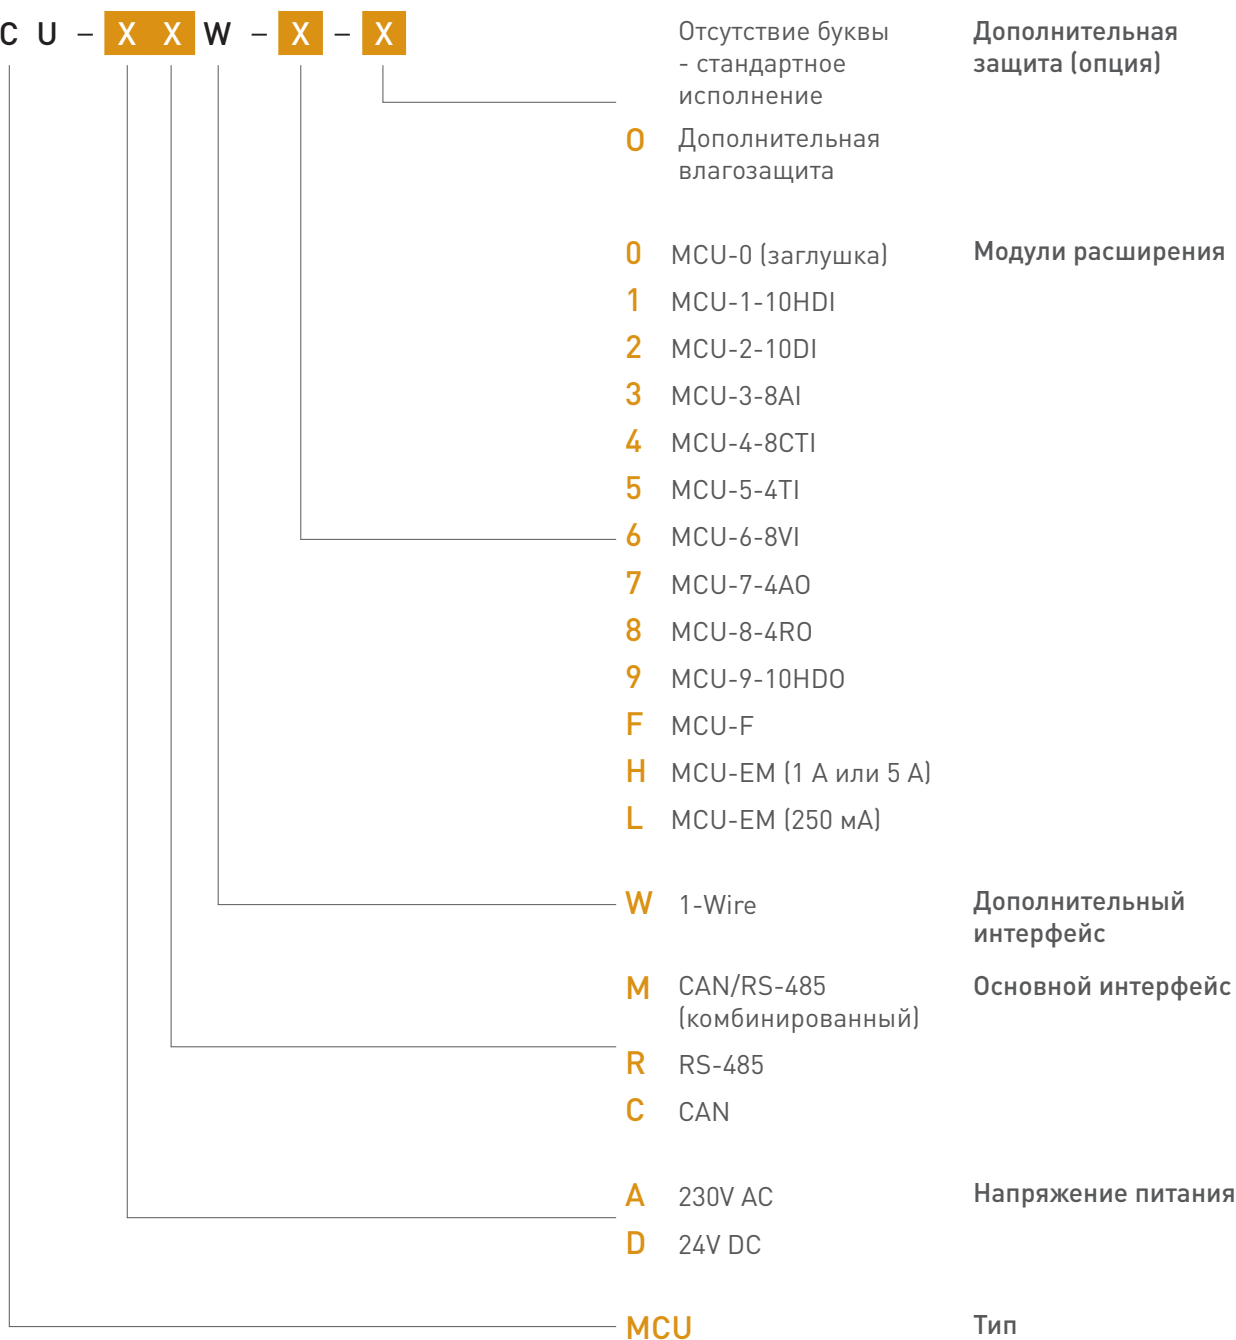 C U – X X W – X – X
Отсутствие буквы
- стандартное
исполнение
Дополнительная
защита (опция)
O Дополнительная
влагозащита
0 MCU-0 (заглушка)
Модули расширения
1 MCU-1-10HDI
2 MCU-2-10DI
3 MCU-3-8AI
4 MCU-4-8CTI
5 MCU-5-4TI
6 MCU-6-8VI
7 MCU-7-4AO
8 MCU-8-4RO
9 MCU-9-10HDO
F MCU-F
H MCU-EM (1 А или 5 А)
L MCU-EM (250 мА)
W 1-Wire
Дополнительный
интерфейс
M CAN/RS-485
(комбинированный)
Основной интерфейс
R RS-485
C CAN
A 230V AC
Напряжение питания
D 24V DC
MCU
Тип